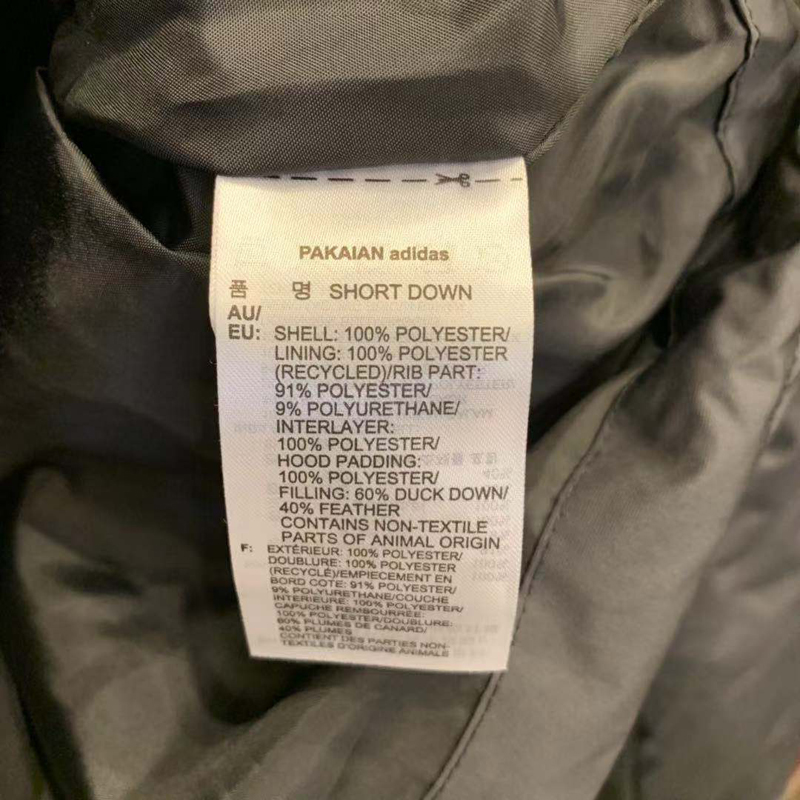 PAKAIAN adidas
품 명 SHORT DOWN
AU/
EU: SHELL: 100% POLYESTER/
LINING: 100% POLYESTER
(RECYCLED)/RIB PART:
91% POLYESTER/
9% POLYURETHANE/
INTERLAYER:
100% POLYESTER/
HOOD PADDING:
100% POLYESTER/
FILLING: 60% DUCK DOWN/
40% FEATHER
CONTAINS NON-TEXTILE
PARTS OF ANIMAL ORIGIN
F: EXTÉRIEUR: 100% POLYESTER/
DOUBLURE: 100% POLYESTER
(RECYCLÉ)/EMPIECEMENT EN
BORD COTE: 91% POLYESTER/
9% POLYURETHANE/COUCHE
INTERIEURE: 100% POLYESTER/
CAPUCHE REMBOURRÉE:
100% POLYESTER/DOUBLURE:
60% PLUMES DE CANARD/
40% PLUMES
CONTIENT DES PARTIES NON-
TEXTILES D'ORIGINE ANIMALE